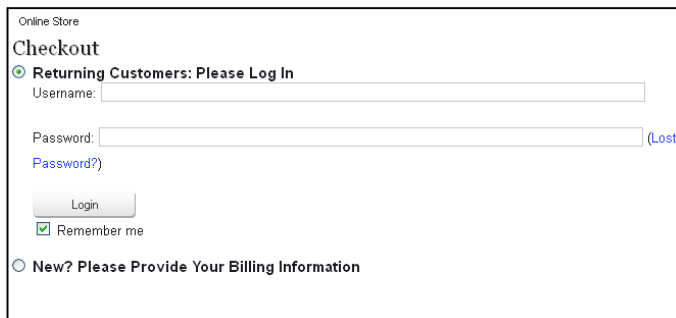 Online Store
Checkout
Returning Customers: Please Log In
Username:
Password: (Lost
Password?)
Login
Remember me
New? Please Provide Your Billing Information